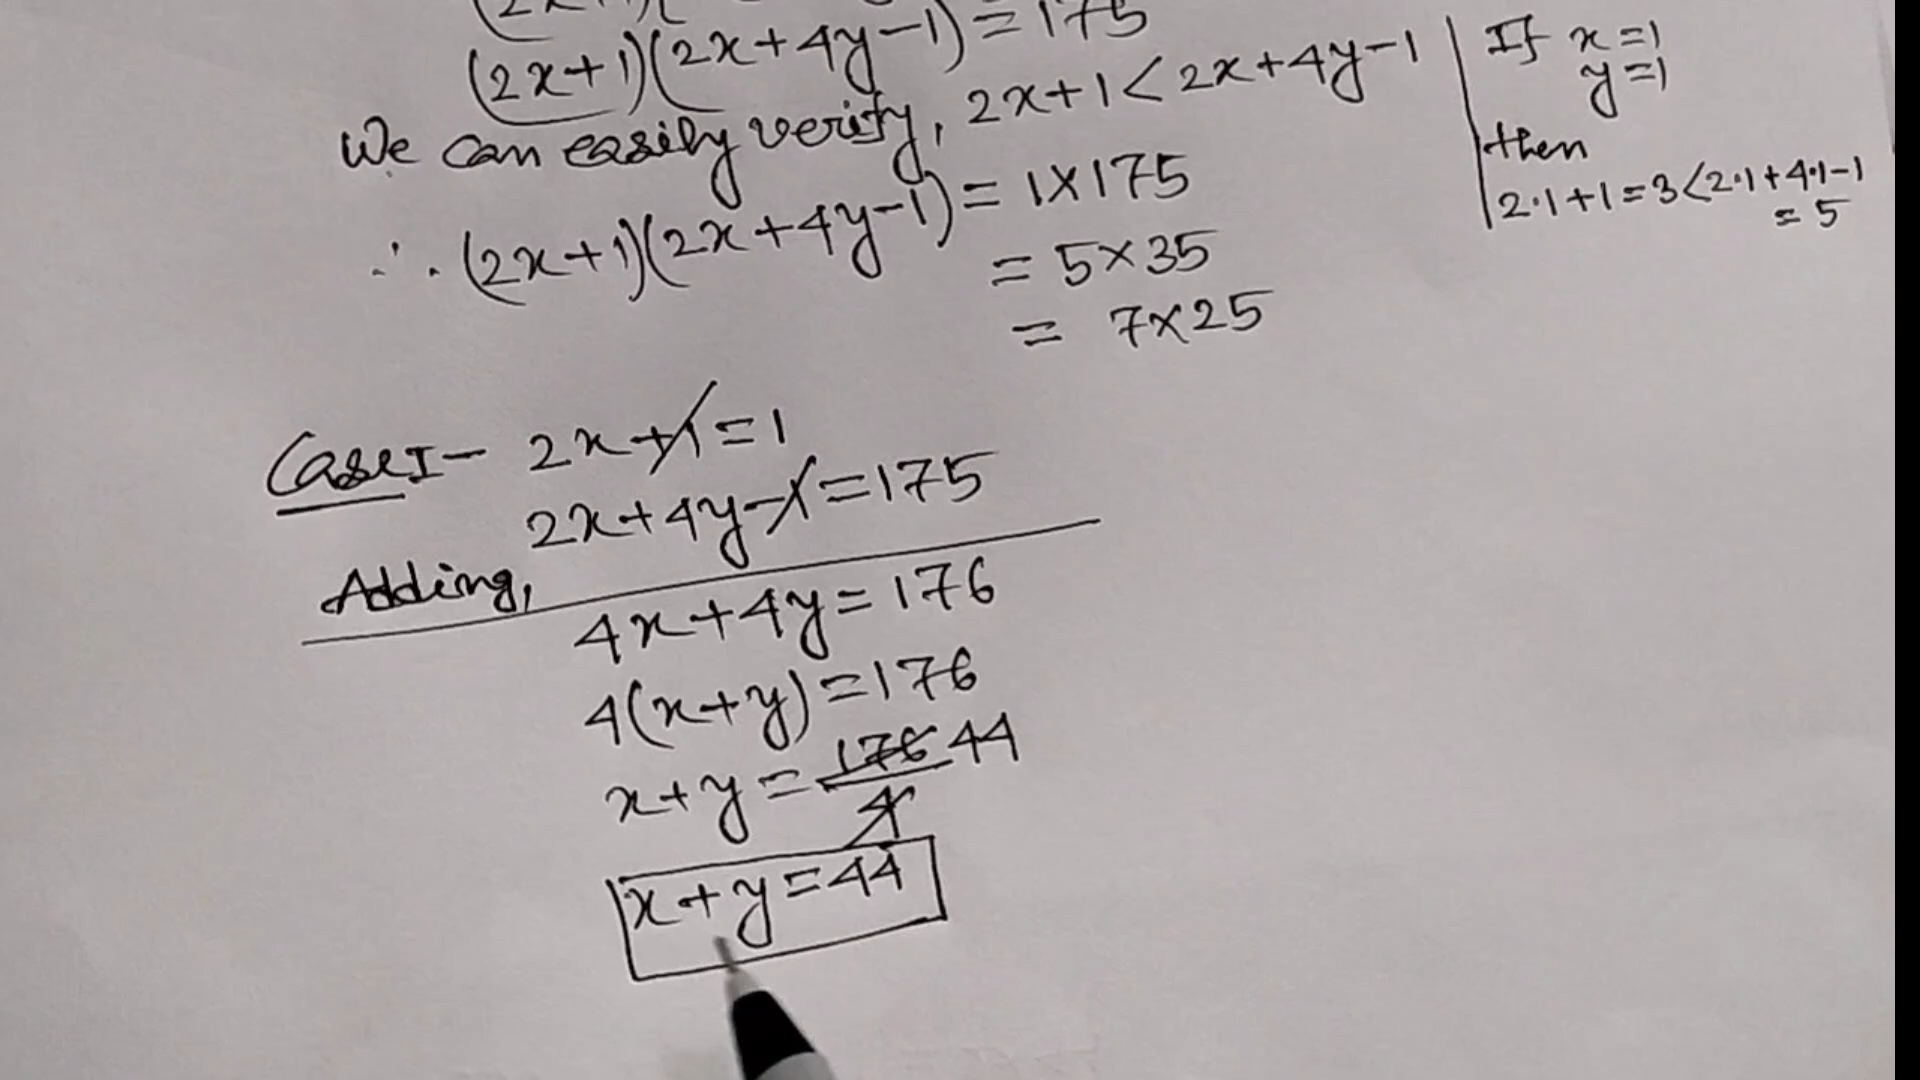 (2x+1)(2x+4y-1)=175
We can easily verify, 2x+1<2x+4y-1
∴ (2x+1)(2x+4y-1)=1×175
=5×35
= 7×25
If x=1
y=1
then
2·1+1=3<2·1+4·1-1
=5
Case I- 2x+1=1
2x+4y-1=175
Adding,
4x+4y=176
4(x+y)=176
x+y=176/4 44
x+y=44